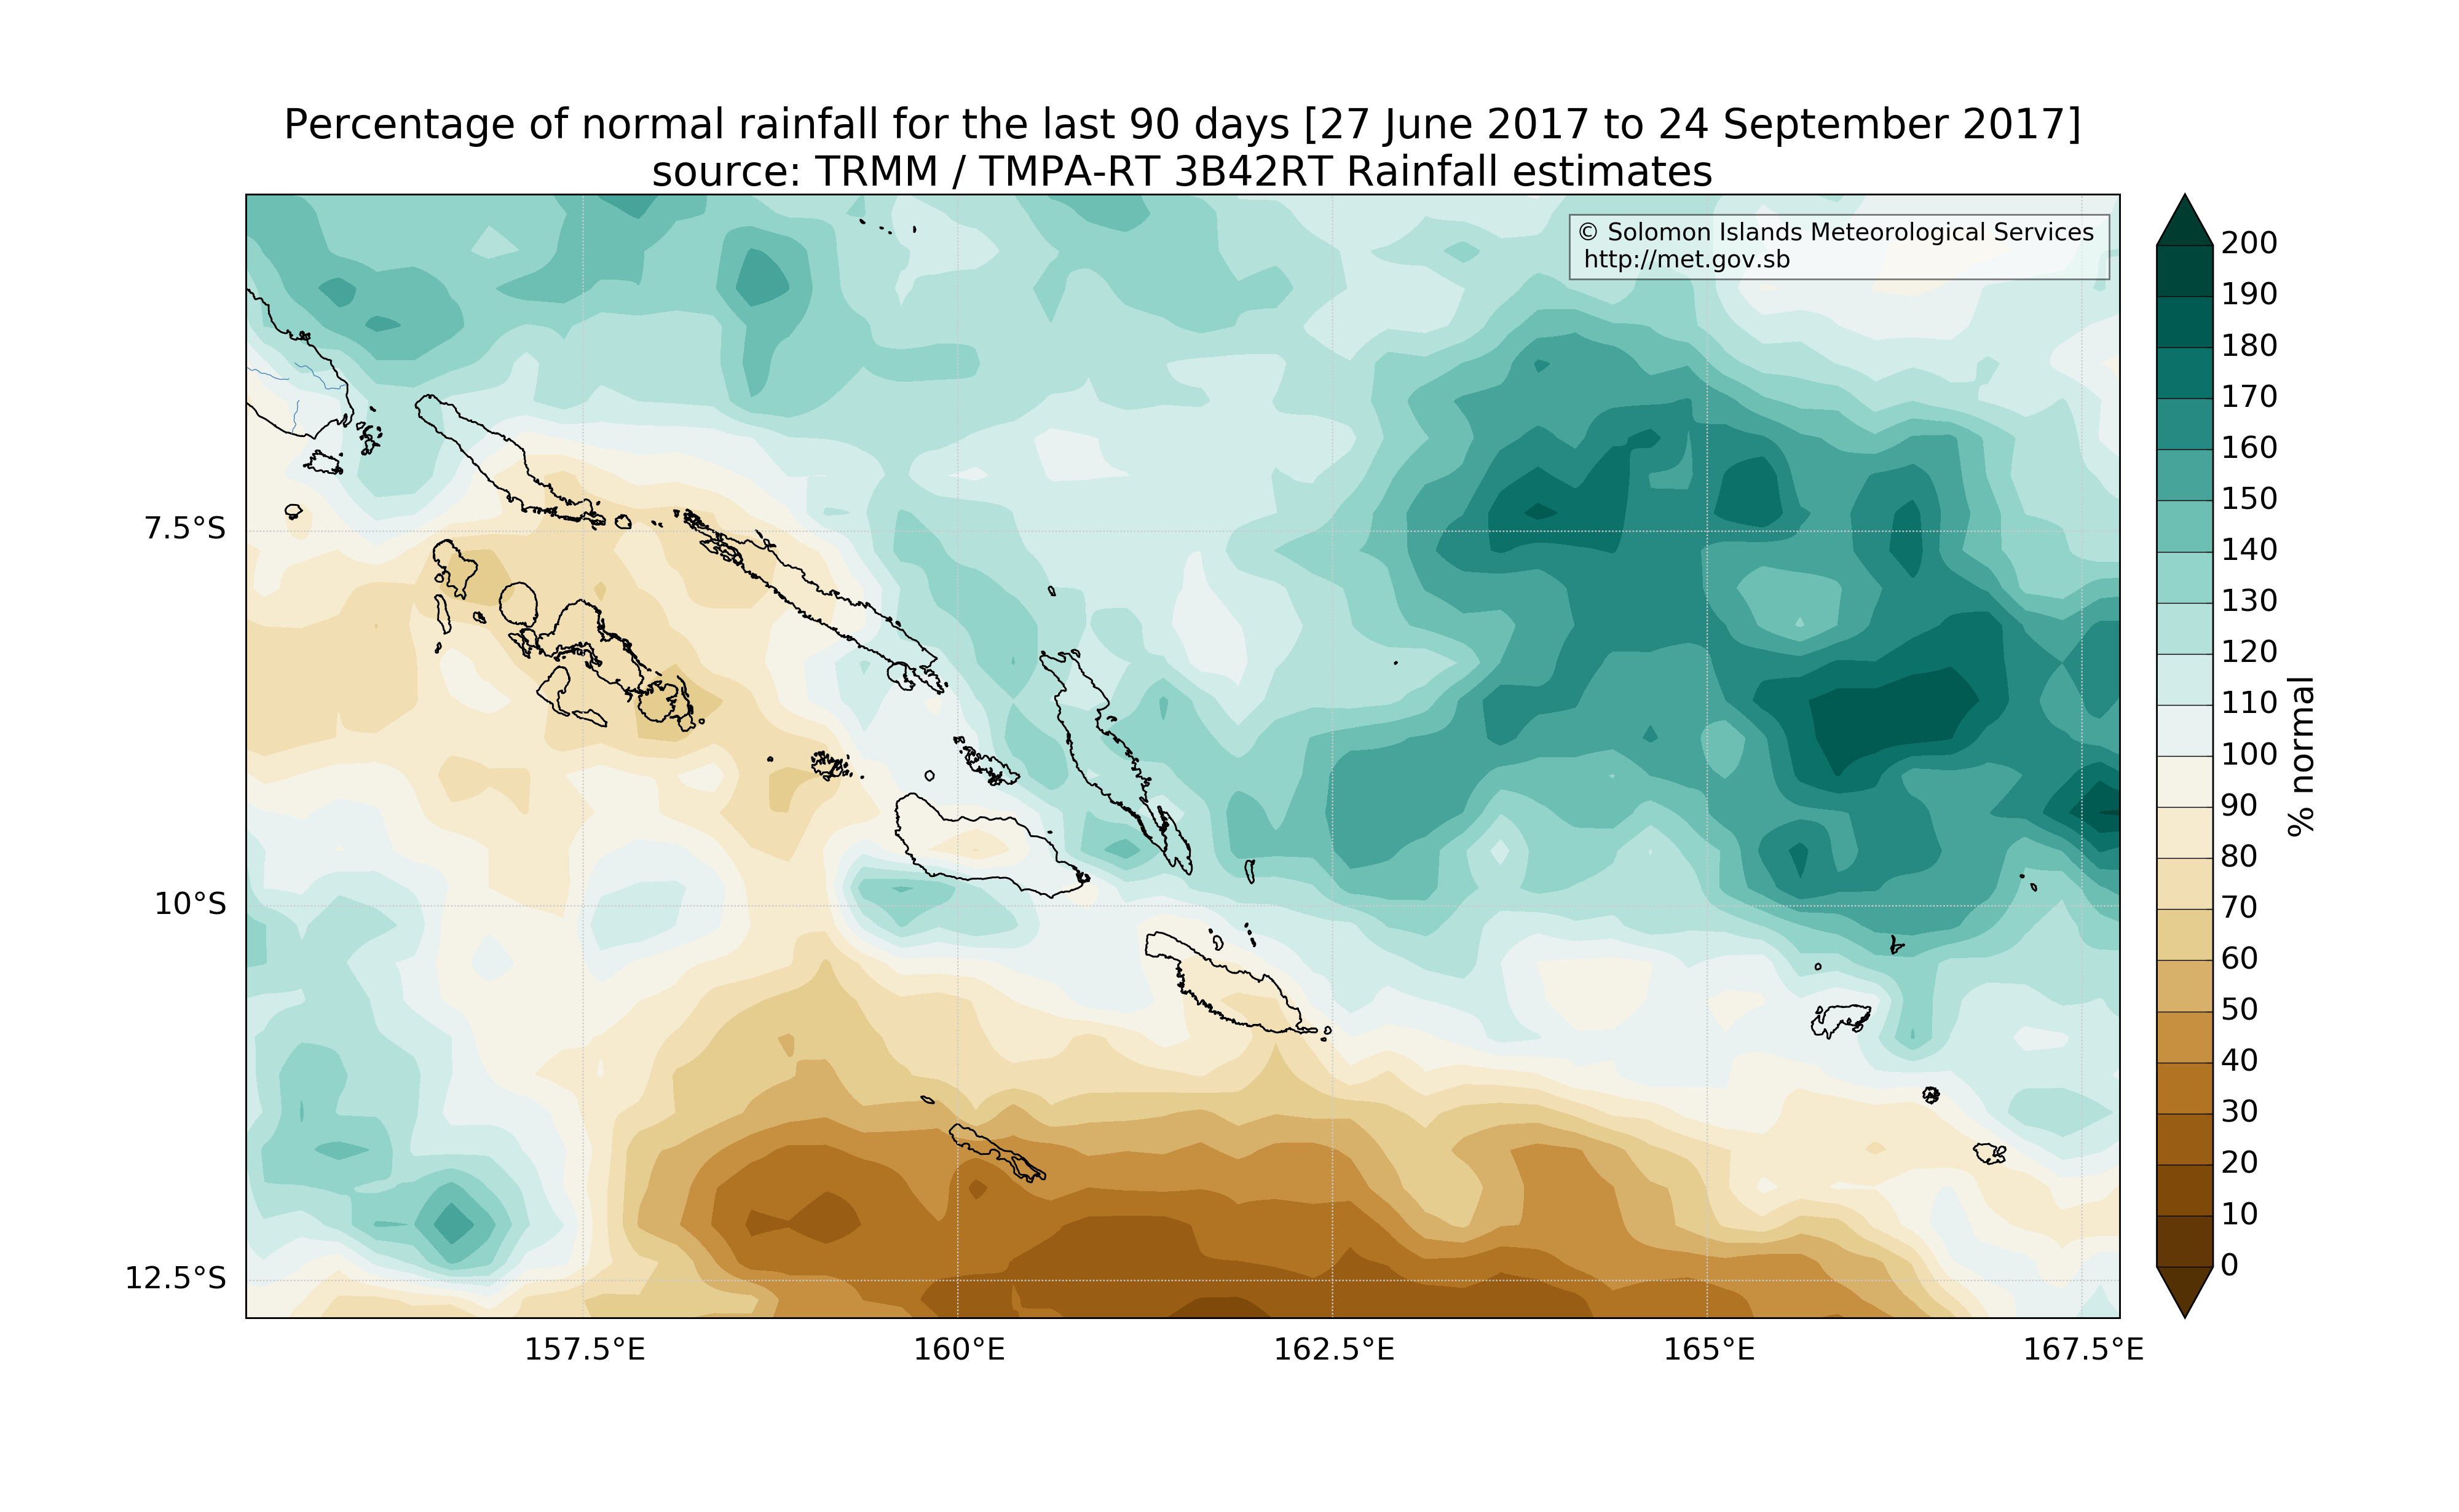 Percentage of normal rainfall for the last 90 days [27 June 2017 to 24 September 2017]
source: TRMM / TMPA-RT 3B42RT Rainfall estimates
© Solomon Islands Meteorological Services
http://met.gov.sb
7.5°S
10°S
12.5°S
157.5°E
160°E
162.5°E
165°E
167.5°E
200
190
180
170
160
150
140
130
120
110
100
90
80
70
60
50
40
30
20
10
0
% normal